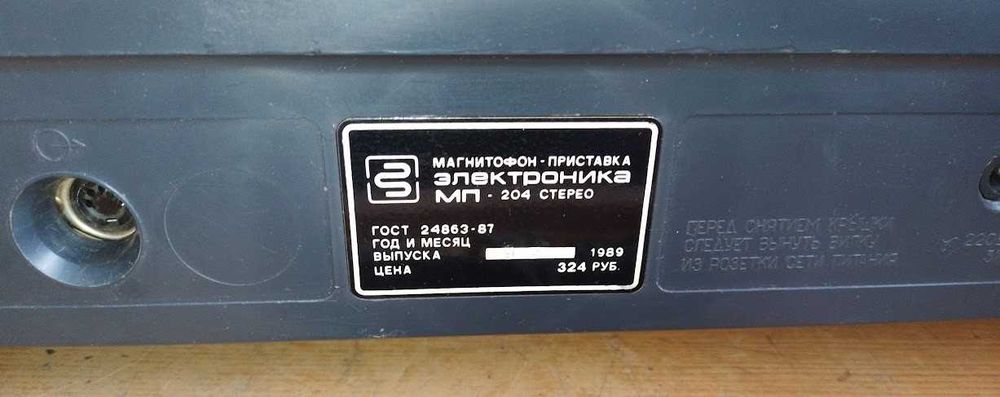 МАГНИТОФОН-ПРИСТАВКА
электроника
МП - 204 СТЕРЕО
ГОСТ 24863-87
ГОД И МЕСЯЦ
ВЫПУСКА 1989
ЦЕНА 324 РУБ.
ПЕРЕД СНЯТИЕМ КРЫШКИ
СЛЕДУЕТ ВЫНУТЬ ВИЛКУ
ИЗ РОЗЕТКИ СЕТИ ПИТАНИЯ